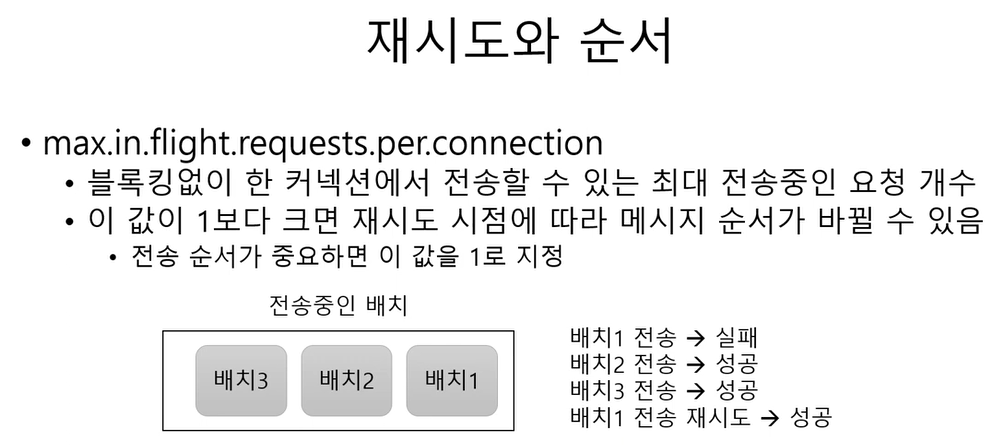 재시도와 순서
• max.in.flight.requests.per.connection
• 블록킹없이 한 커넥션에서 전송할 수 있는 최대 전송중인 요청 개수
• 이 값이 1보다 크면 재시도 시점에 따라 메시지 순서가 바뀔 수 있음
• 전송 순서가 중요하면 이 값을 1로 지정
전송중인 배치
배치3 배치2 배치1
배치1 전송 → 실패
배치2 전송 → 성공
배치3 전송 → 성공
배치1 전송 재시도 → 성공